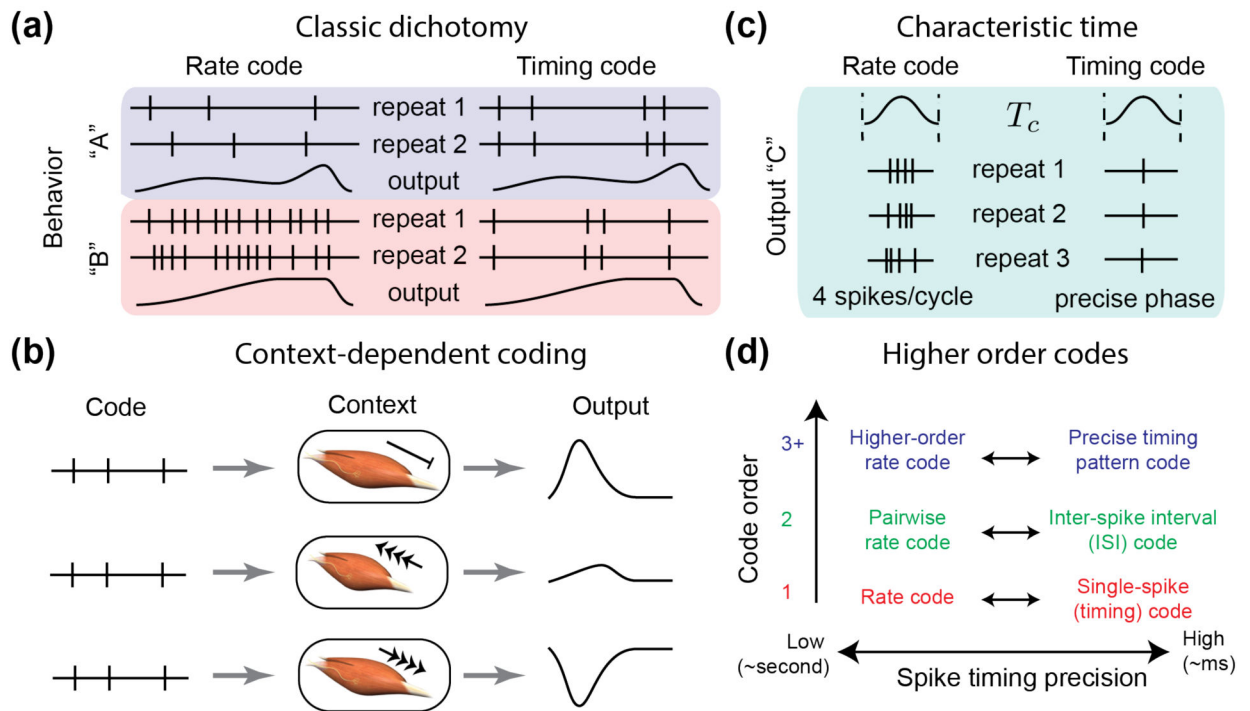 (a)
Classic dichotomy
Rate code
Timing code
Behavior
"A"
repeat 1
repeat 2
output
"B"
repeat 1
repeat 2
output
(b)
Context-dependent coding
Code
Context
Output
(c)
Characteristic time
Rate code
Timing code
Output "C"
Tc
repeat 1
repeat 2
repeat 3
4 spikes/cycle
precise phase
(d)
Higher order codes
Code order
3+
Higher-order
rate code
Precise timing
pattern code
2
Pairwise
rate code
Inter-spike interval
(ISI) code
1
Rate code
Single-spike
(timing) code
Low
(~second)
High
(~ms)
Spike timing precision